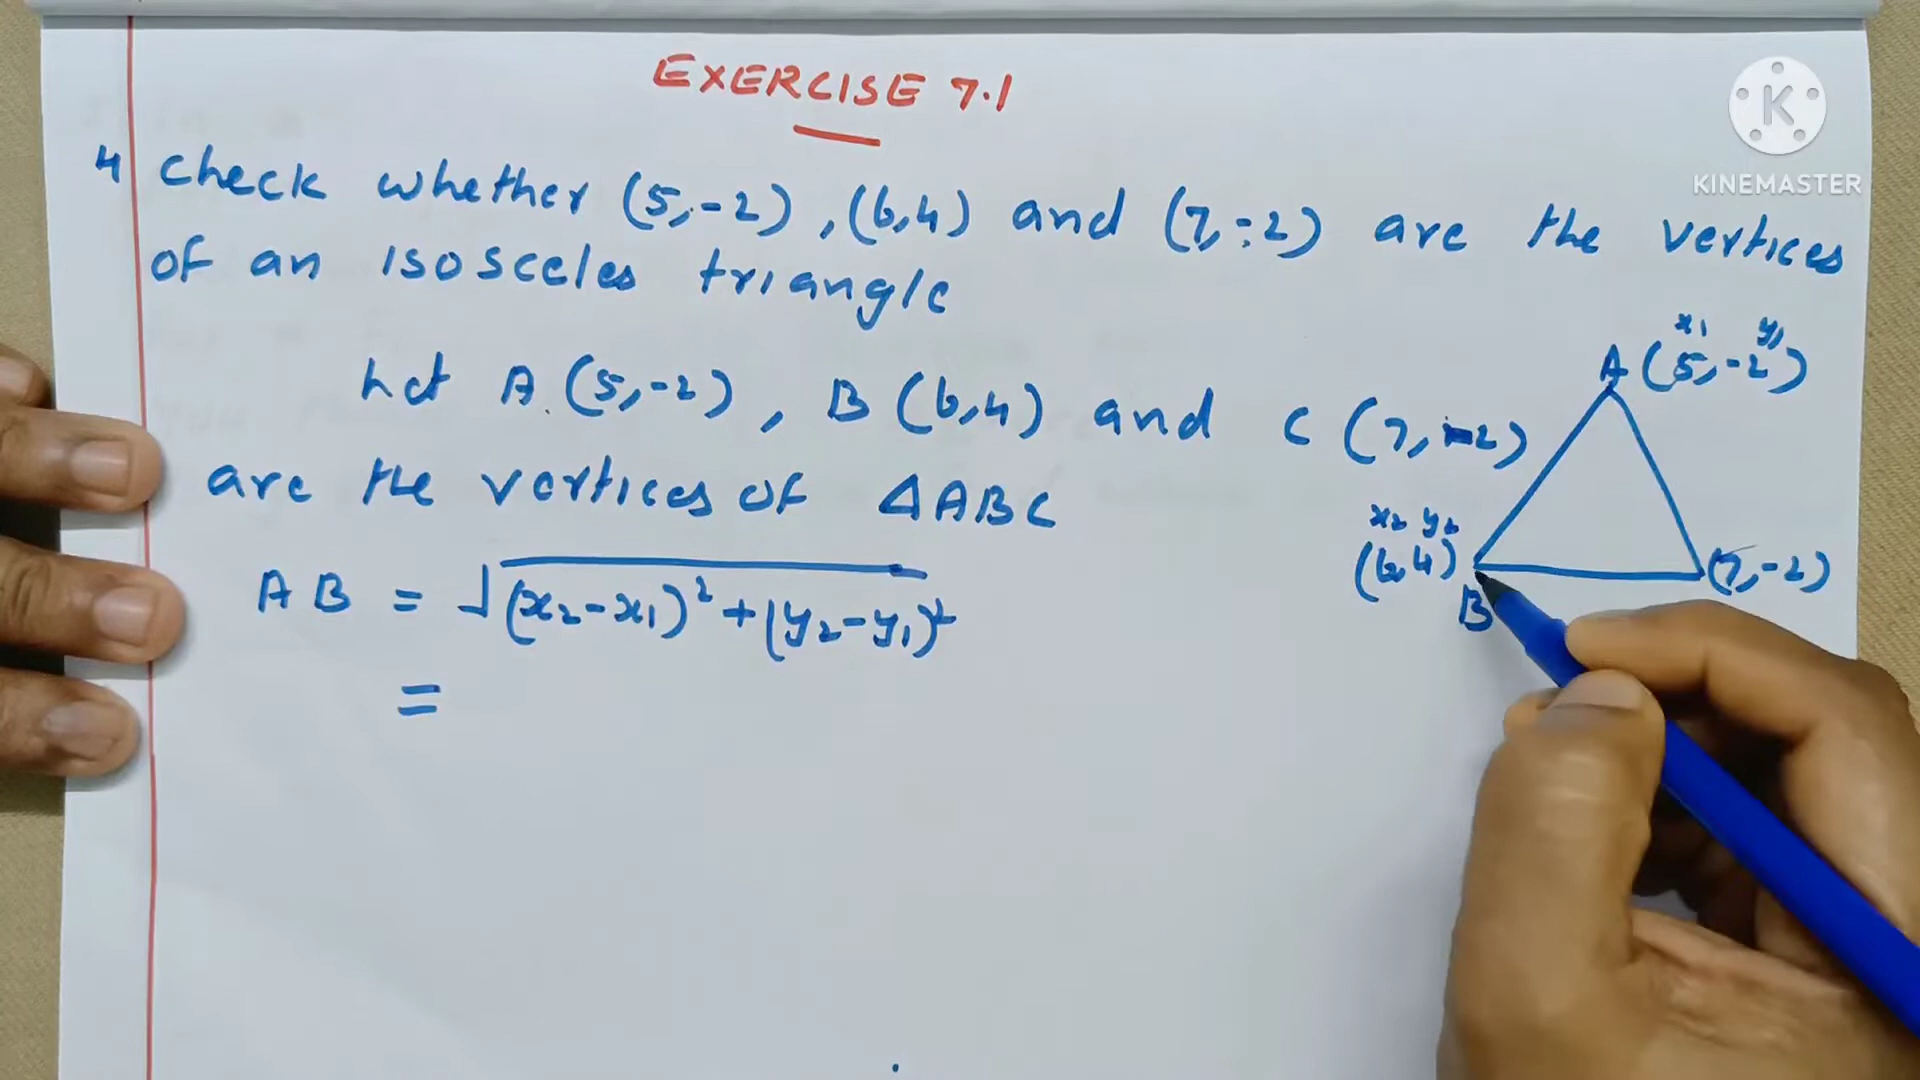 EXERCISE 7.1
K
KINEMASTER
4 Check whether (5,-2), (6,4) and (7,-2) are the vertices
of an isosceles triangle
Let A.(5,-2), B(6,4) and C(7,-2)
are the vertices of ΔABC
AB = √(x₂-x₁)²+(y₂-y₁)²
=
x₁ y₁
A(5,-2)
x₂ y₂
(6,4)
B
(7,-2)